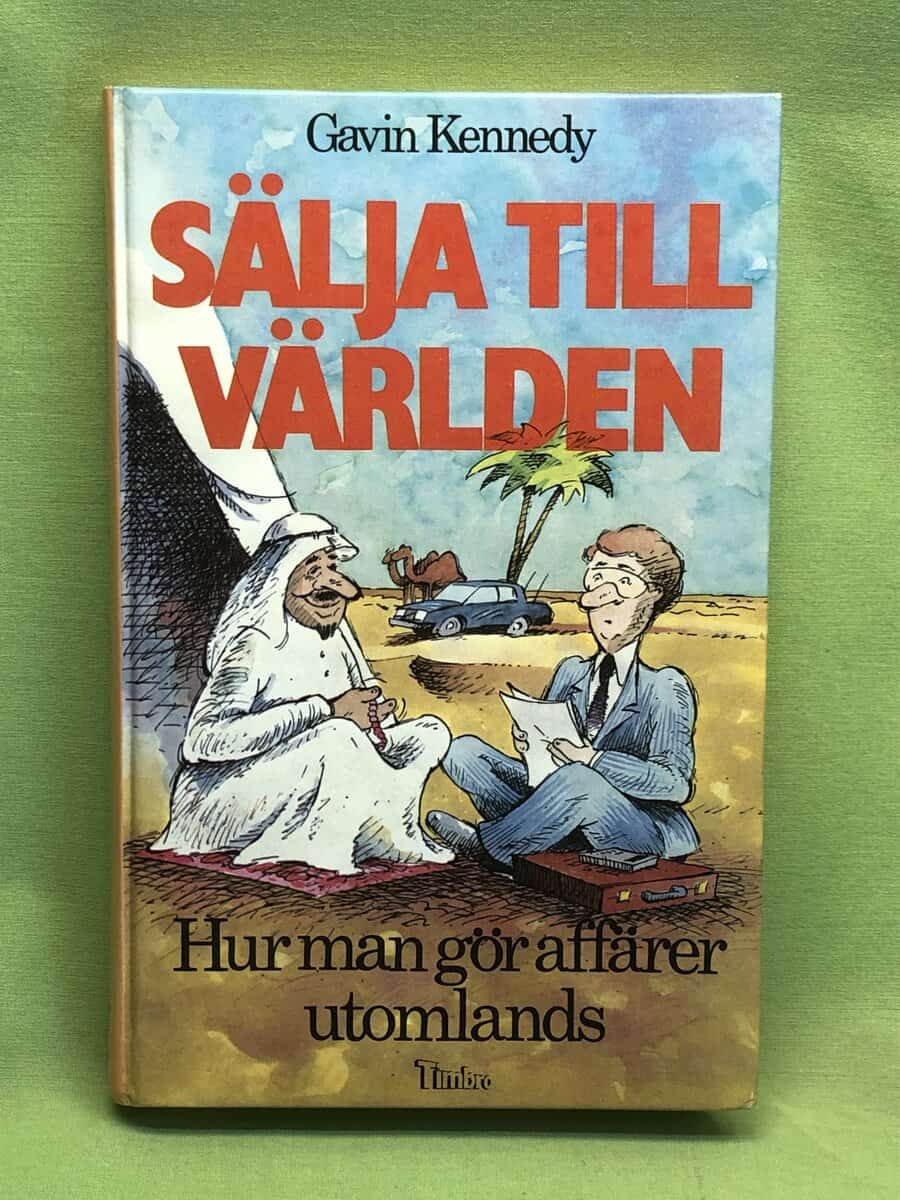 Gavin Kennedy
SÄLJA TILL
VÄRLDEN
Hur man gör affärer
utomlands
Timbro